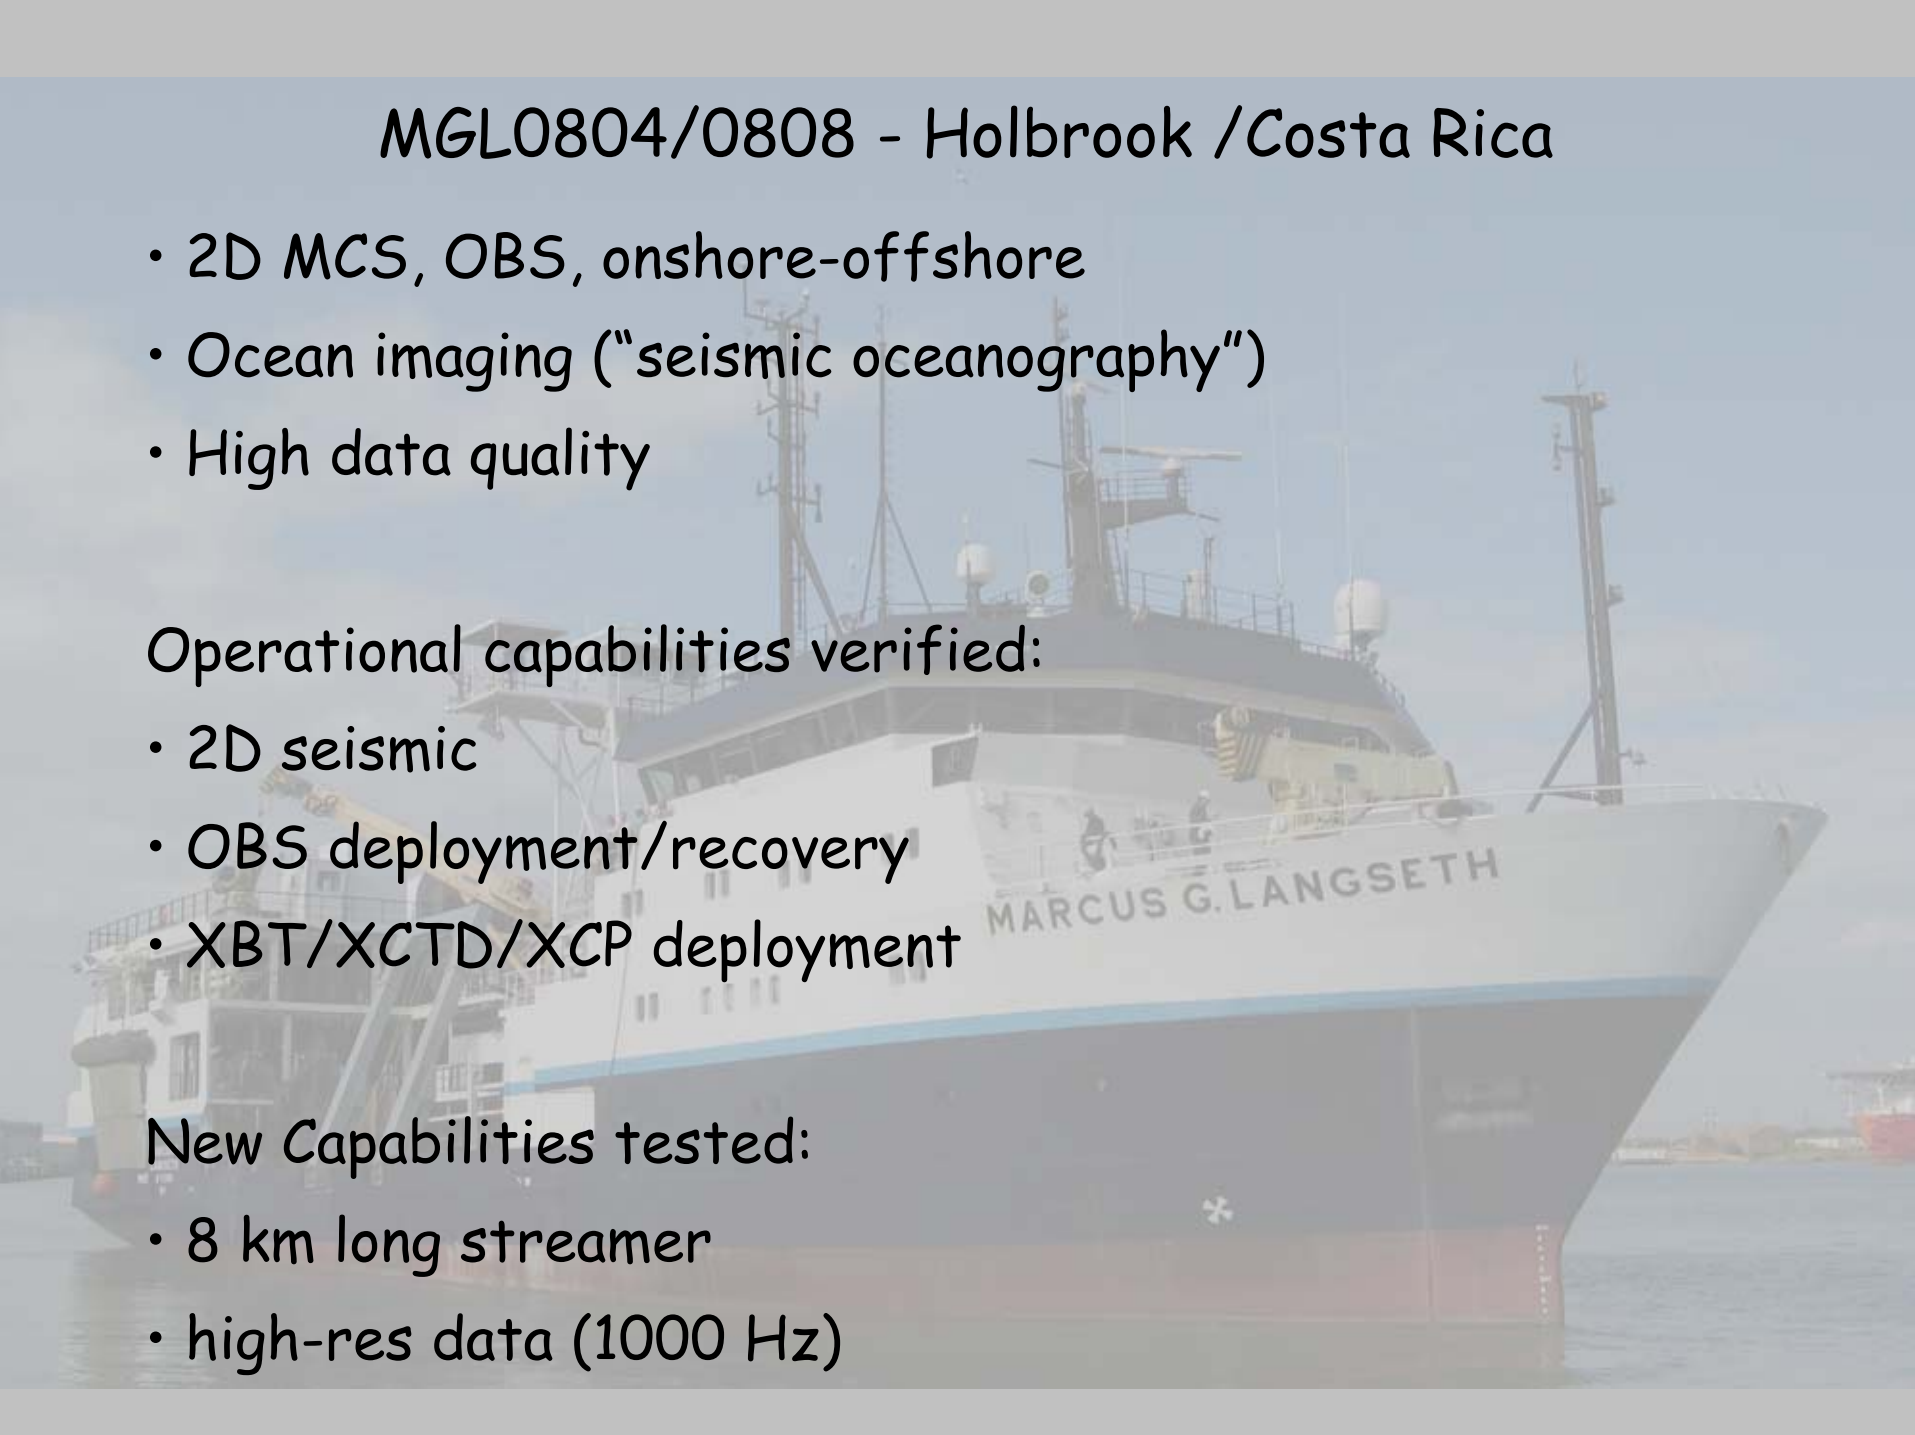 MGL0804/0808 - Holbrook /Costa Rica
• 2D MCS, OBS, onshore-offshore
• Ocean imaging (“seismic oceanography”)
• High data quality
Operational capabilities verified:
• 2D seismic
• OBS deployment/recovery
• XBT/XCTD/XCP deployment
MARCUS G. LANGSETH
New Capabilities tested:
• 8 km long streamer
• high-res data (1000 Hz)